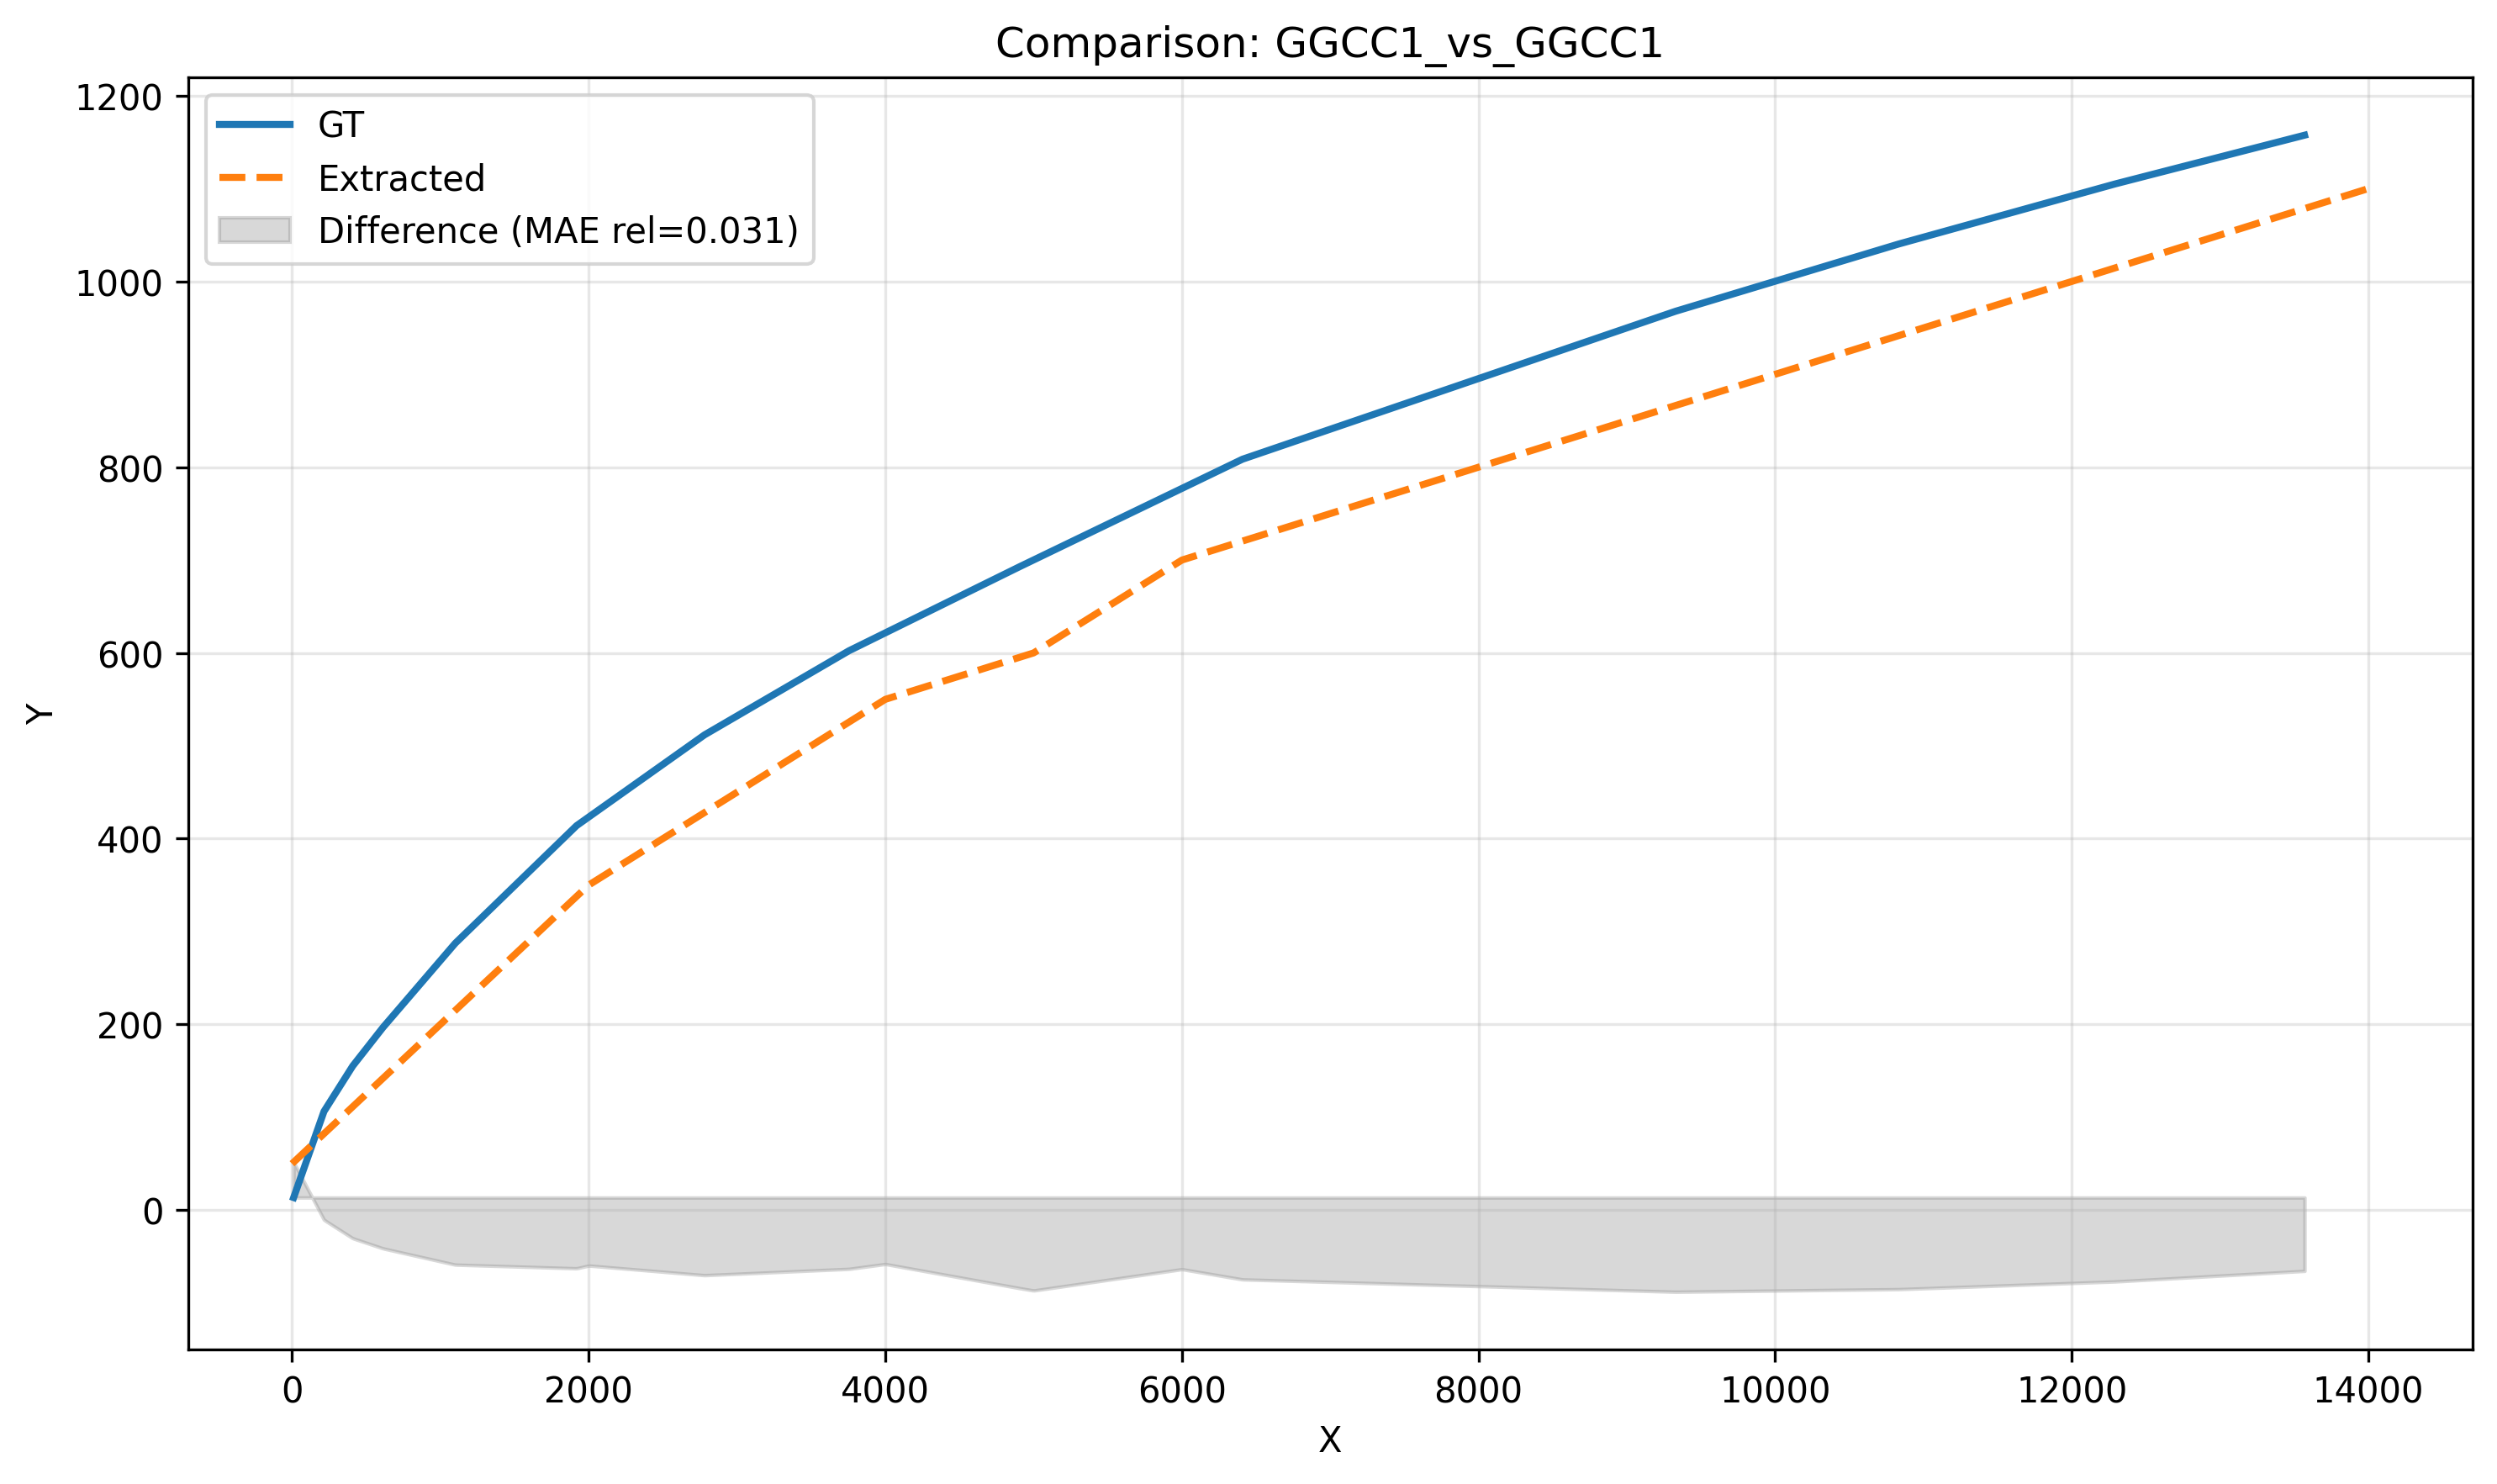 Comparison: GGCC1_vs_GGCC1
GT
Extracted
Difference (MAE rel=0.031)
Y
1200
1000
800
600
400
200
0
0 2000 4000 6000 8000 10000 12000 14000
X